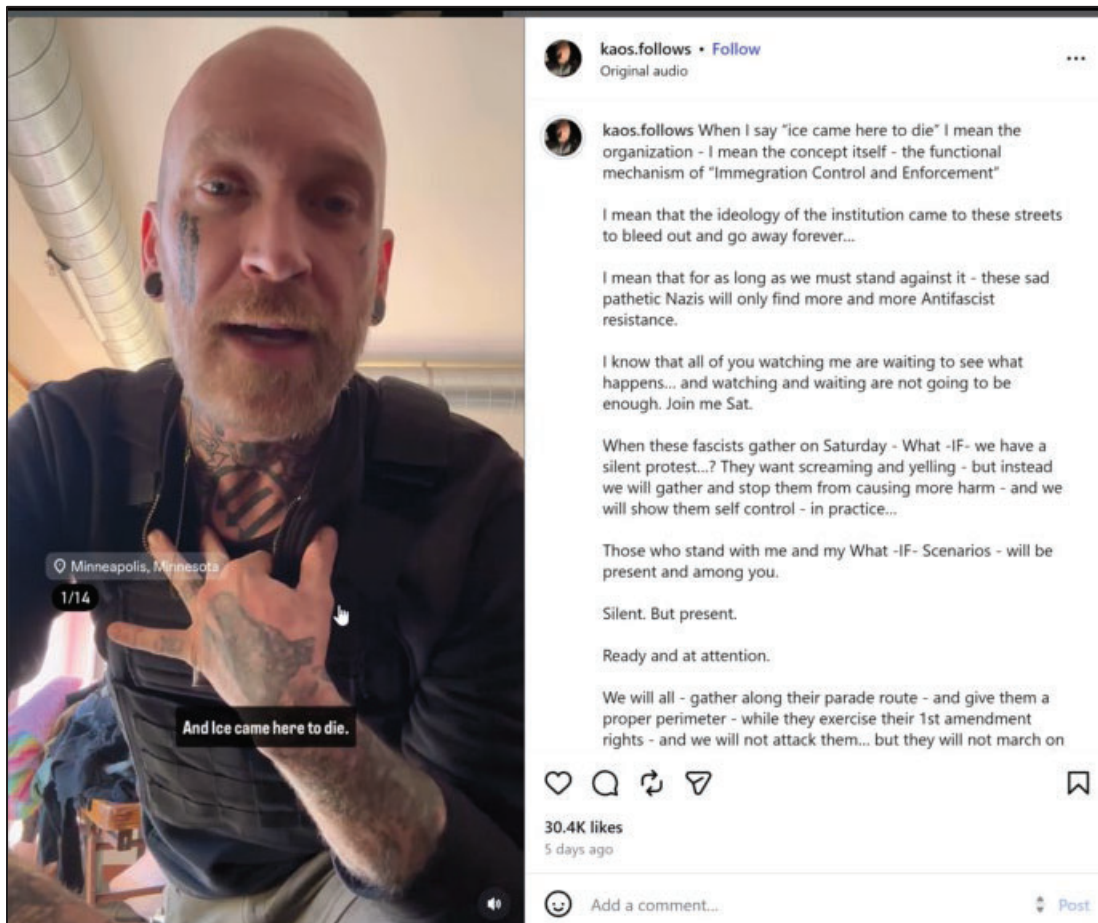 kaos.follows • Follow
Original audio
kaos.follows When I say "ice came here to die" I mean the
organization - I mean the concept itself - the functional
mechanism of "Immegration Control and Enforcement"
I mean that the ideology of the institution came to these streets
to bleed out and go away forever...
I mean that for as long as we must stand against it - these sad
pathetic Nazis will only find more and more Antifascist
resistance.
I know that all of you watching me are waiting to see what
happens... and watching and waiting are not going to be
enough. Join me Sat.
When these fascists gather on Saturday - What -IF- we have a
silent protest...? They want screaming and yelling - but instead
we will gather and stop them from causing more harm - and we
will show them self control - in practice...
Those who stand with me and my What -IF- Scenarios - will be
present and among you.
Silent. But present.
Ready and at attention.
We will all - gather along their parade route - and give them a
proper perimeter - while they exercise their 1st amendment
rights - and we will not attack them... but they will not march on
Minneapolis, Minnesota
1/14
And Ice came here to die.
30.4K likes
5 days ago
Add a comment...
Post